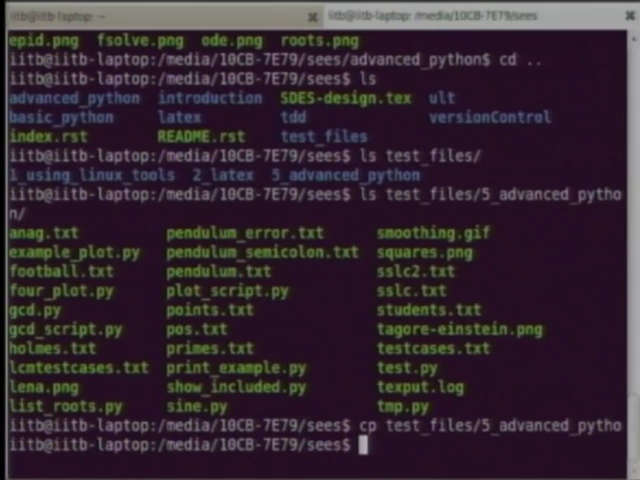 iitb@iitb-laptop: ~
iitb@iitb-laptop: /media/10CB-7E79/sees
epid.png fsolve.png ode.png roots.png
iitb@iitb-laptop:/media/10CB-7E79/sees/advanced_python$ cd ..
iitb@iitb-laptop:/media/10CB-7E79/sees$ ls
advanced_python introduction SDES-design.tex ult
basic_python latex tdd versionControl
index.rst README.rst test_files
iitb@iitb-laptop:/media/10CB-7E79/sees$ ls test_files/
1_using_linux_tools 2_latex 5_advanced_python
iitb@iitb-laptop:/media/10CB-7E79/sees$ ls test_files/5_advanced_pytho
n/
anag.txt pendulum_error.txt smoothing.gif
example_plot.py pendulum_semicolon.txt squares.png
football.txt pendulum.txt sslc2.txt
four_plot.py plot_script.py sslc.txt
gcd.py points.txt students.txt
gcd_script.py pos.txt tagore-einstein.png
holmes.txt primes.txt testcases.txt
lcmtestcases.txt print_example.py test.py
lena.png show_included.py texput.log
list_roots.py sine.py tmp.py
iitb@iitb-laptop:/media/10CB-7E79/sees$ cp test_files/5_advanced_pytho
iitb@iitb-laptop:/media/10CB-7E79/sees$